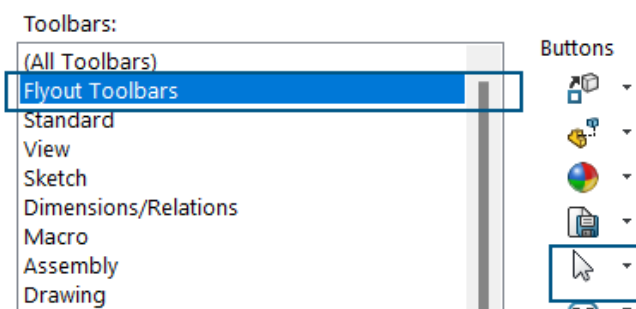 Toolbars:
(All Toolbars)
Flyout Toolbars
Standard
View
Sketch
Dimensions/Relations
Macro
Assembly
Drawing
Buttons